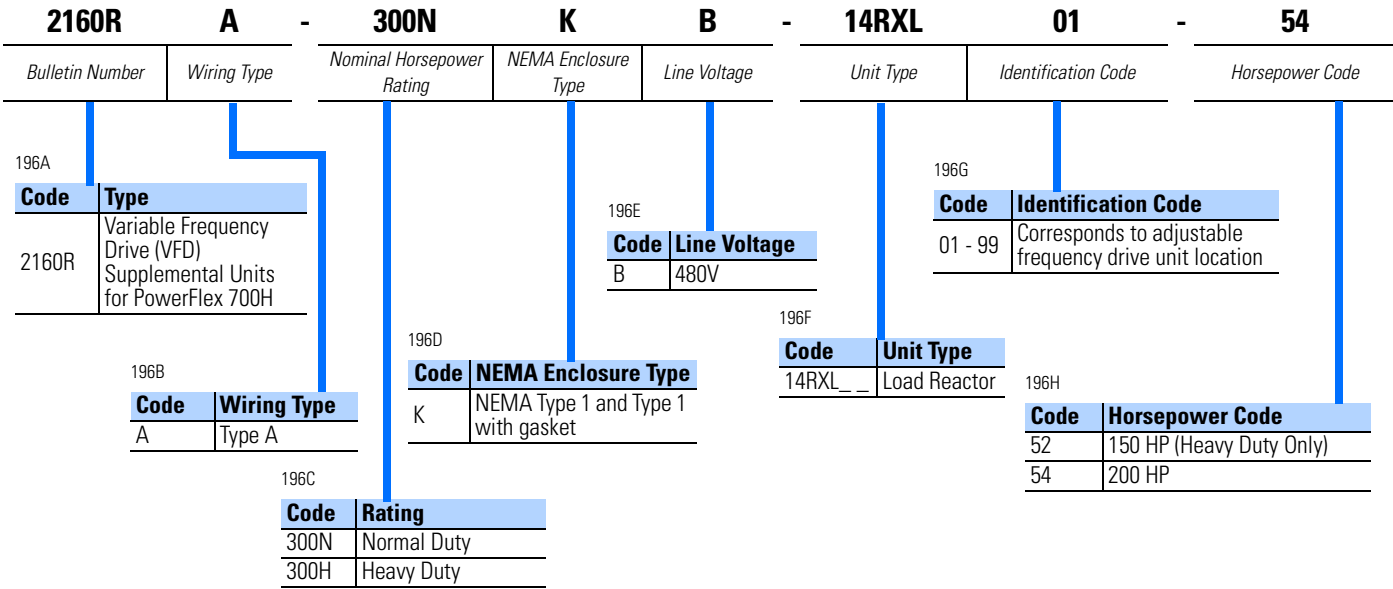 2160R A - 300N K B - 14RXL 01 - 54
Bulletin Number Wiring Type Nominal Horsepower Rating NEMA Enclosure Type Line Voltage Unit Type Identification Code Horsepower Code
196A
Code Type
2160R Variable Frequency
Drive (VFD)
Supplemental Units
for PowerFlex 700H
196B
Code Wiring Type
A Type A
196C
Code Rating
300N Normal Duty
300H Heavy Duty
196D
Code NEMA Enclosure Type
K NEMA Type 1 and Type 1
with gasket
196E
Code Line Voltage
B 480V
196F
Code Unit Type
14RXL_ _ Load Reactor
196G
Code Identification Code
01 - 99 Corresponds to adjustable
frequency drive unit location
196H
Code Horsepower Code
52 150 HP (Heavy Duty Only)
54 200 HP